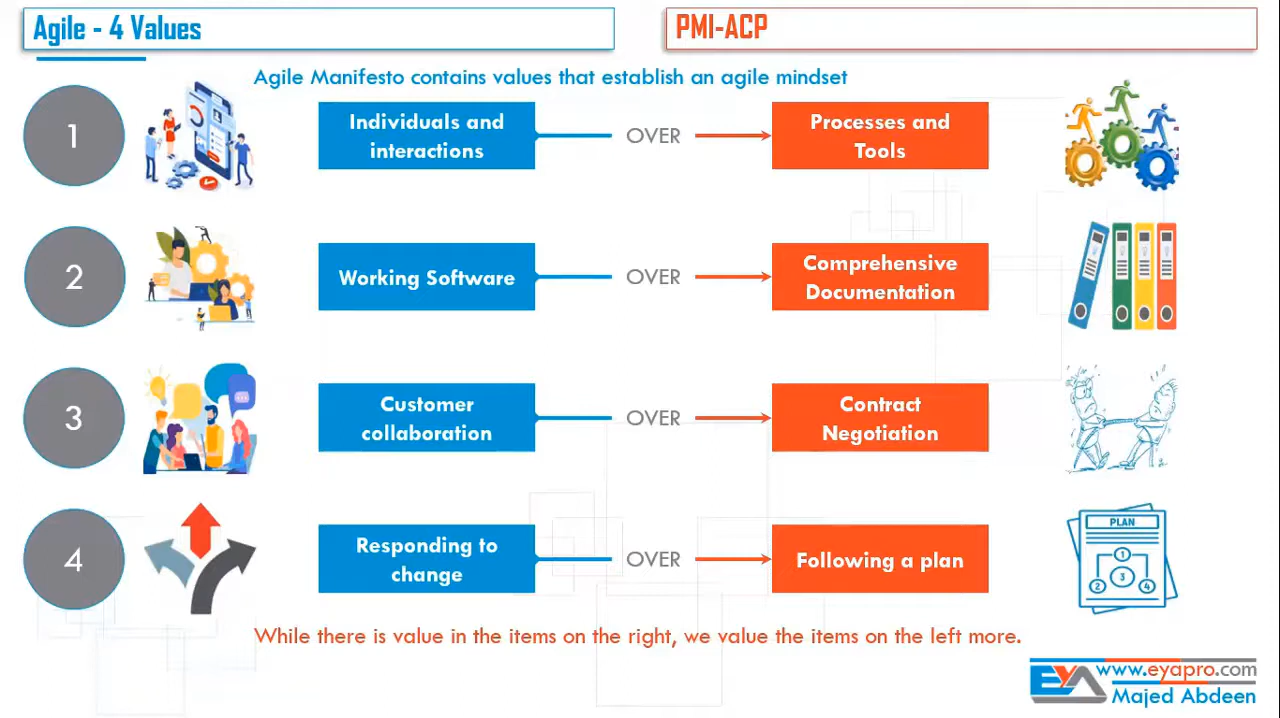 Agile - 4 Values
PMI-ACP
Agile Manifesto contains values that establish an agile mindset
1
Individuals and
interactions
OVER
Processes and
Tools
2
Working Software
OVER
Comprehensive
Documentation
3
Customer
collaboration
OVER
Contract
Negotiation
4
Responding to
change
OVER
Following a plan
PLAN
1
2
3
4
While there is value in the items on the right, we value the items on the left more.
EYA
www.eyapro.com
Majed Abdeen